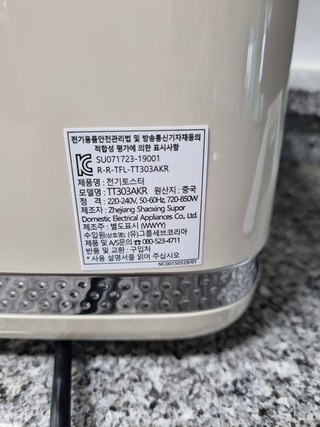 전기용품안전관리법 및 방송통신기자재등의
적합성 평가에 의한 표시사항
SU071723-19001
R-R-TFL-TT303AKR
제품명 : 전기토스터
모델명 : TT303AKR 원산지 : 중국
정 격 : 220-240V, 50-60Hz, 720-850W
제조자 : Zhejiang Shaoxing Supor
Domestic Electrical Appliances Co, Ltd.
제조주 : 별도표시 (WWYY)
수입원(상호명) : (유)그룹세브코리아
제품 및 A/S문의 ☎ 080-523-4711
반품 및 교환 : 구입처
* 사용 설명서를 읽어 주십시오
NC00150529/01